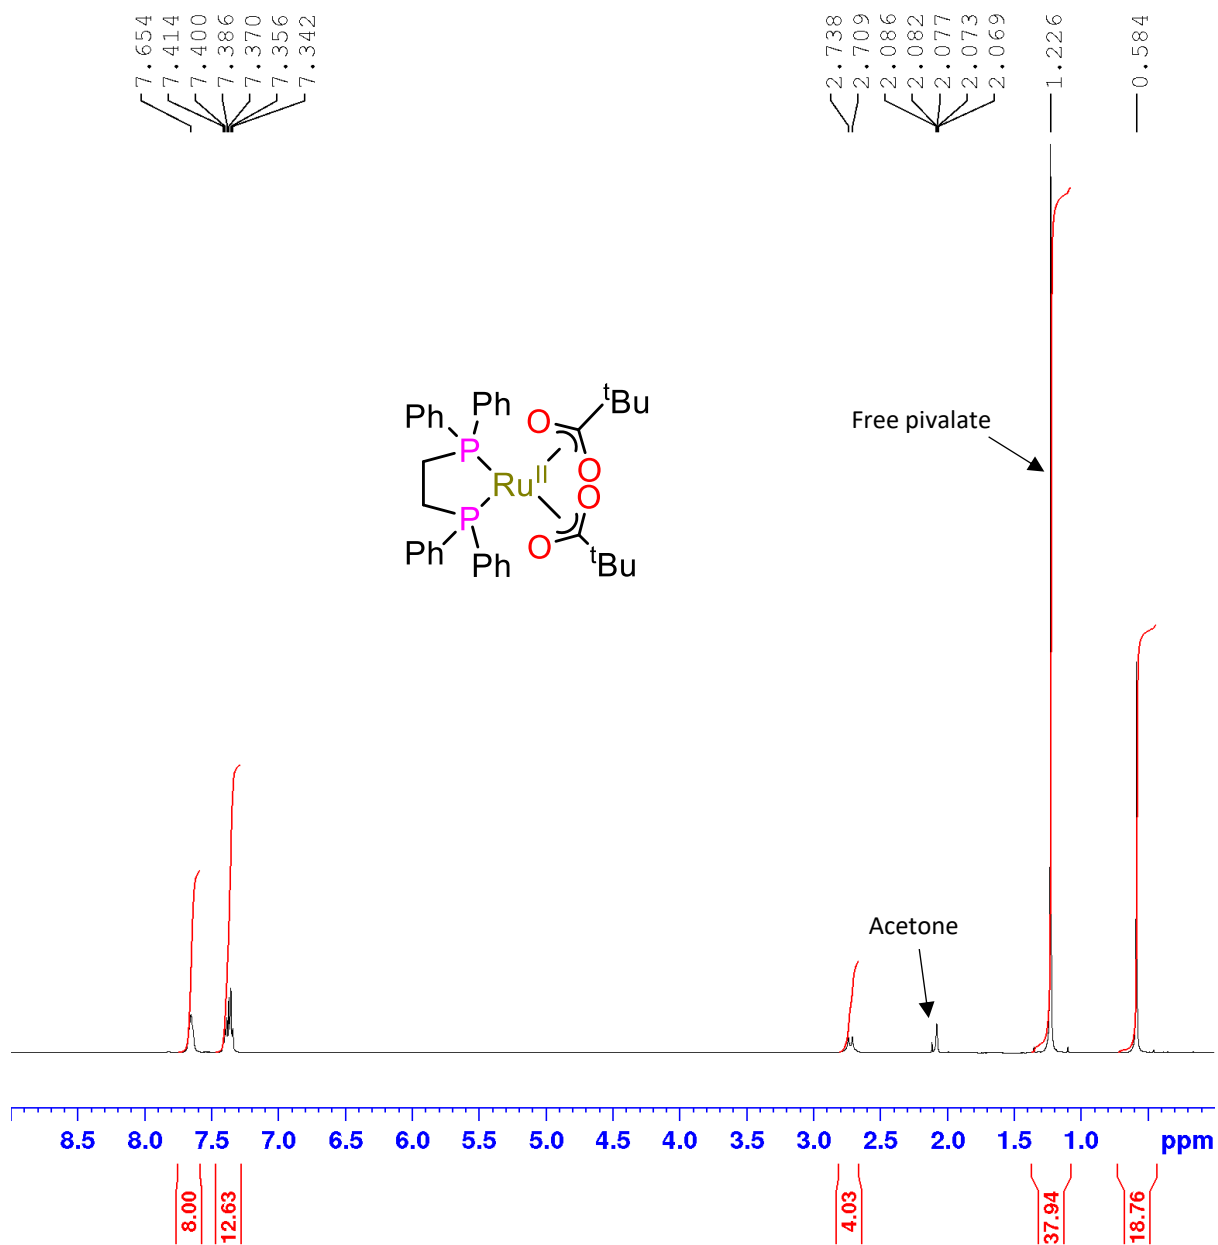 7.654
7.414
7.400
7.386
7.370
7.356
7.342
2.738
2.709
2.086
2.082
2.077
2.073
2.069
1.226
0.584
Ph
Ph
P
Ru
II
P
Ph
Ph
O
O
tBu
O
O
tBu
Free pivalate
Acetone
8.5 8.0 7.5 7.0 6.5 6.0 5.5 5.0 4.5 4.0 3.5 3.0 2.5 2.0 1.5 1.0 ppm
8.00
12.63
4.03
37.94
18.76